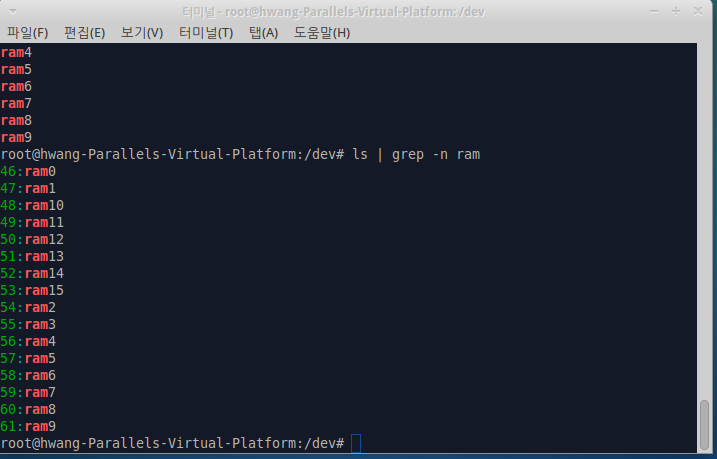 터미널 - root@hwang-Parallels-Virtual-Platform: /dev
파일(F) 편집(E) 보기(V) 터미널(T) 탭(A) 도움말(H)
ram4
ram5
ram6
ram7
ram8
ram9
root@hwang-Parallels-Virtual-Platform:/dev# ls | grep -n ram
46:ram0
47:ram1
48:ram10
49:ram11
50:ram12
51:ram13
52:ram14
53:ram15
54:ram2
55:ram3
56:ram4
57:ram5
58:ram6
59:ram7
60:ram8
61:ram9
root@hwang-Parallels-Virtual-Platform:/dev#